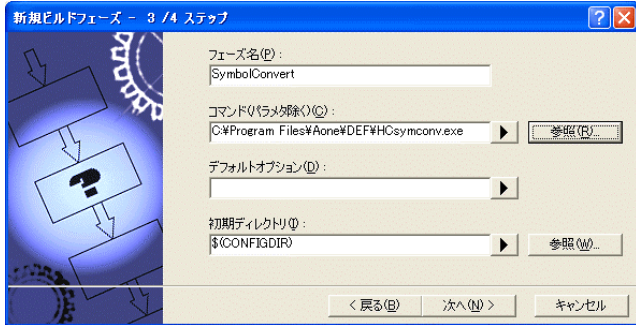 新規ビルドフェーズ - 3 /4 ステップ
フェーズ名(P) :
SymbolConvert
コマンド(パラメタ除く)(C) :
C:¥Program Files¥Aone¥DEF¥HCsymconv.exe
参照(R)...
デフォルトオプション(D) :
初期ディレクトリ(I) :
$(CONFIGDIR)
参照(W)...
< 戻る(B)
次へ(N) >
キャンセル